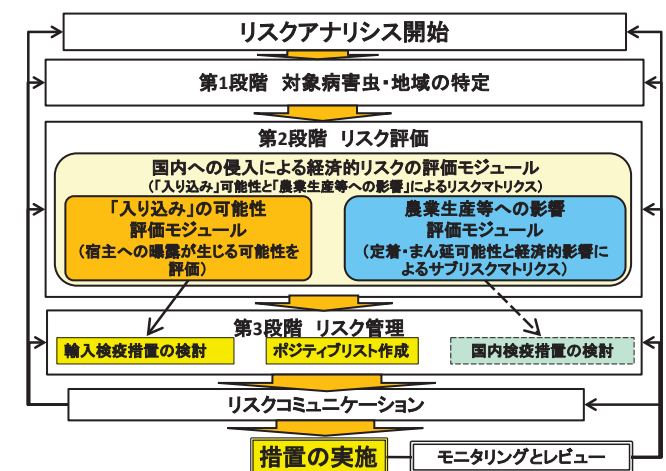 リスクアナリシス開始
第1段階 対象病害虫・地域の特定
第2段階 リスク評価
国内への侵入による経済的リスクの評価モジュール
(「入り込み」可能性と「農業生産等への影響」によるリスクマトリクス)
「入り込み」の可能性
評価モジュール
(宿主への曝露が生じる可能性を
評価)
農業生産等への影響
評価モジュール
(定着・まん延可能性と経済的影響に
よるサブリスクマトリクス)
第3段階 リスク管理
輸入検疫措置の検討
ポジティブリスト作成
国内検疫措置の検討
リスクコミュニケーション
措置の実施
モニタリングとレビュー